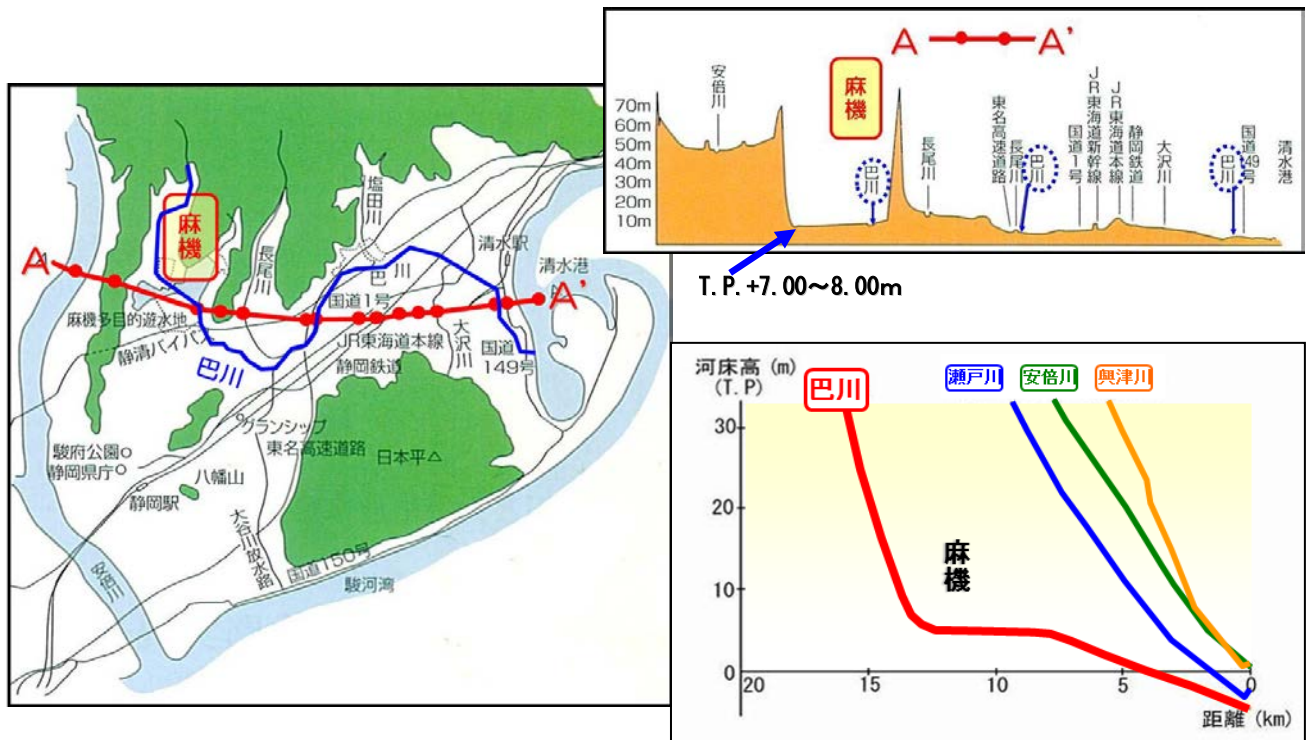 A
A'
麻機
塩田川
長尾川
巴川
清水駅
清水港
国道1号
麻機多目的遊水地
静清バイパス
JR東海道本線
静岡鉄道
大沢川
国道
149号
巴川
グランシップ
東名高速道路
日本平△
駿府公園○
静岡県庁○
八幡山
静岡駅
大谷川放水路
国道150号
駿河湾
安倍川
A
A'
麻機
安倍川
70m
60m
50m
40m
30m
20m
10m
巴川
長尾川
東名高速道路
長尾川
巴川
国道1号
JR東海道新幹線
JR東海道本線
静岡鉄道
大沢川
巴川
国道149号
清水港
T.P.+7.00～8.00m
河床高(m)
(T.P)
巴川
瀬戸川
安倍川
興津川
麻機
30
20
10
0
20
15
10
5
0
距離(km)